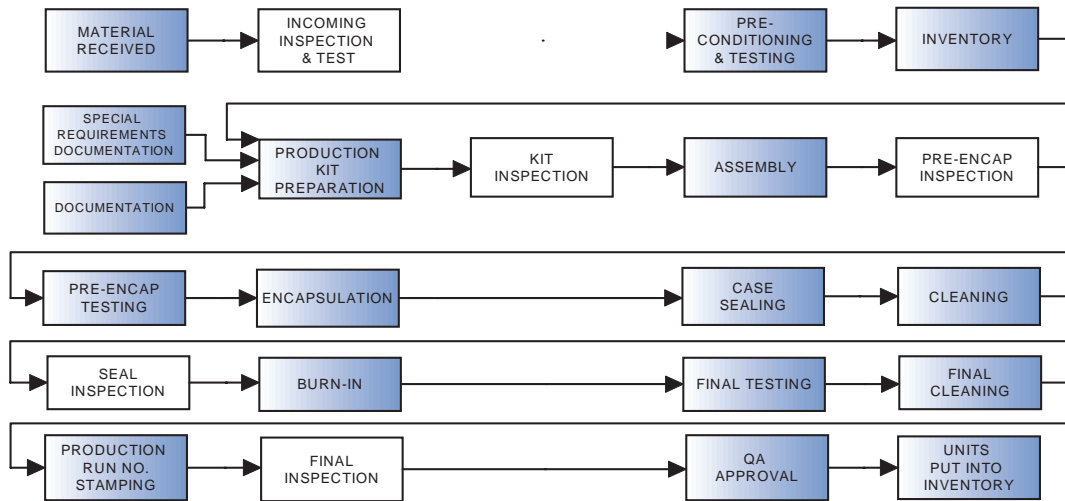 MATERIAL
RECEIVED
INCOMING
INSPECTION
& TEST
PRE-
CONDITIONING
& TESTING
INVENTORY
SPECIAL
REQUIREMENTS
DOCUMENTATION
DOCUMENTATION
PRODUCTION
KIT
PREPARATION
KIT
INSPECTION
ASSEMBLY
PRE-ENCAP
INSPECTION
PRE-ENCAP
TESTING
ENCAPSULATION
CASE
SEALING
CLEANING
SEAL
INSPECTION
BURN-IN
FINAL TESTING
FINAL
CLEANING
PRODUCTION
RUN NO.
STAMPING
FINAL
INSPECTION
QA
APPROVAL
UNITS
PUT INTO
INVENTORY